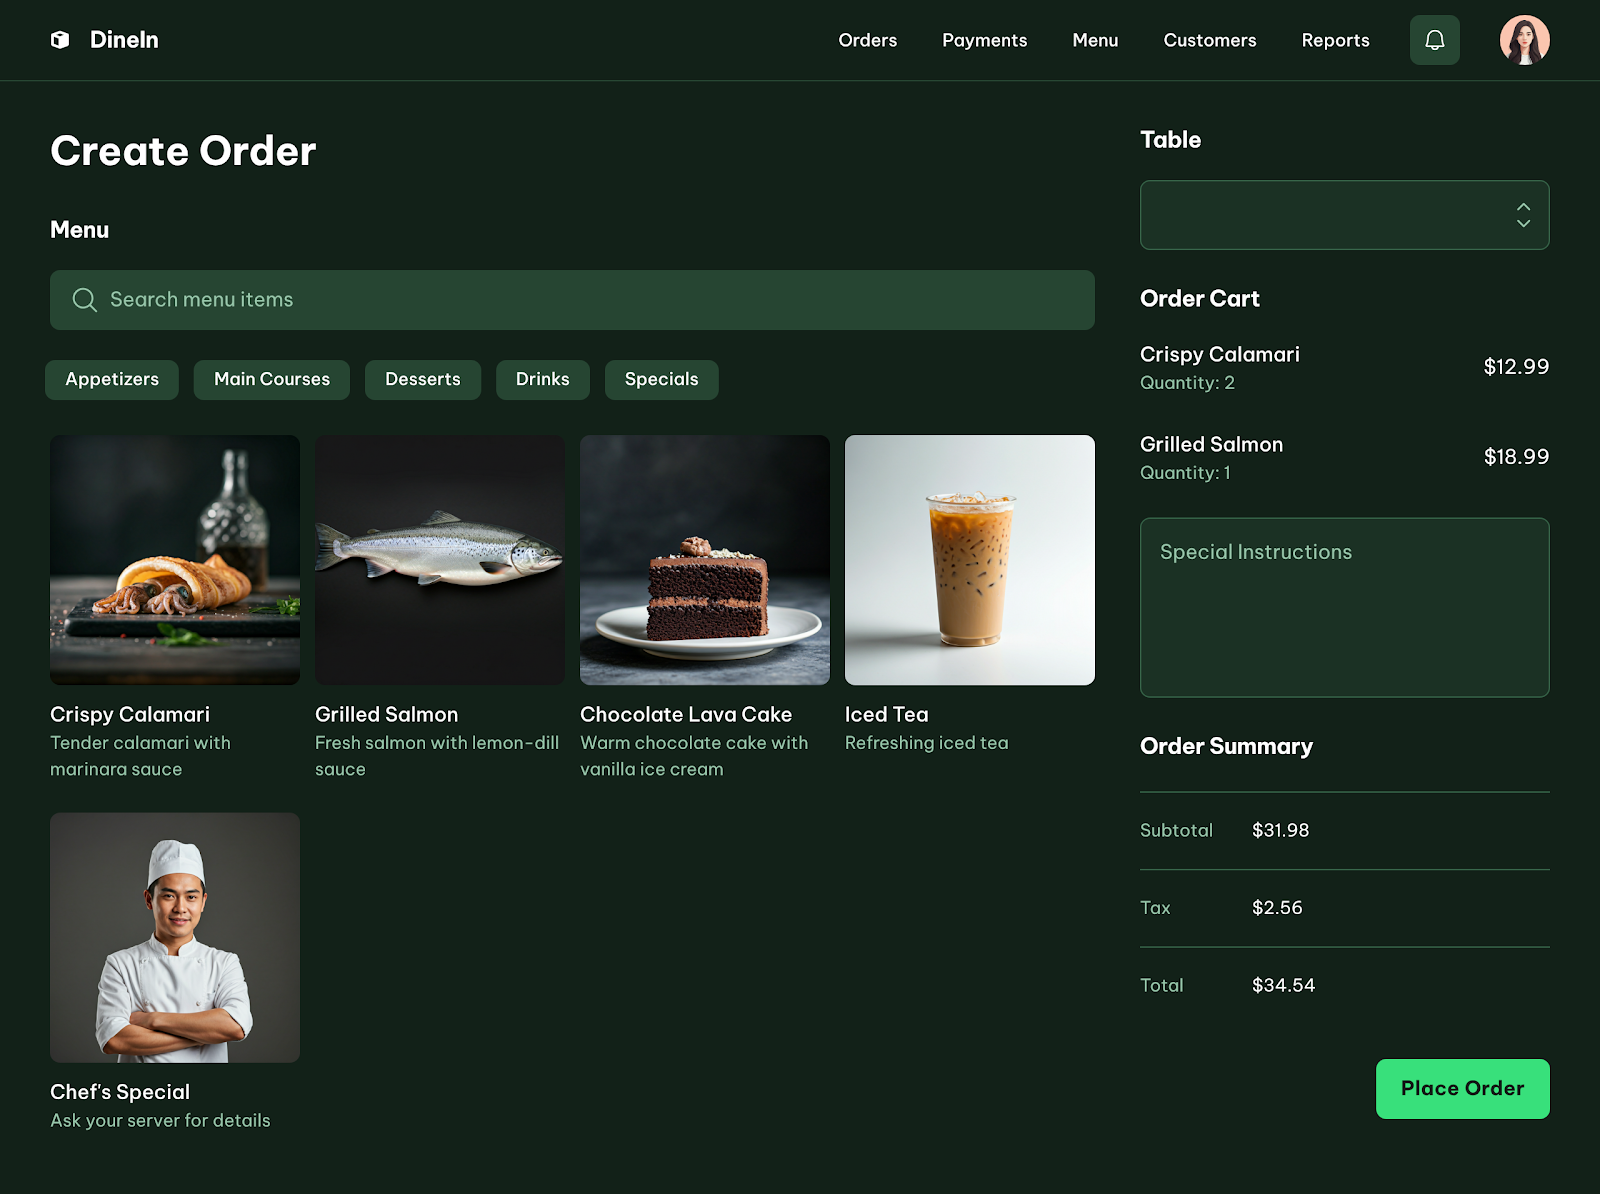 DineIn
Orders
Payments
Menu
Customers
Reports
Create Order
Menu
Search menu items
Appetizers
Main Courses
Desserts
Drinks
Specials
Crispy Calamari
Tender calamari with
marinara sauce
Grilled Salmon
Fresh salmon with lemon-dill
sauce
Chocolate Lava Cake
Warm chocolate cake with
vanilla ice cream
Iced Tea
Refreshing iced tea
Chef's Special
Ask your server for details
Table
Order Cart
Crispy Calamari
Quantity: 2
$12.99
Grilled Salmon
Quantity: 1
$18.99
Special Instructions
Order Summary
Subtotal $31.98
Tax $2.56
Total $34.54
Place Order